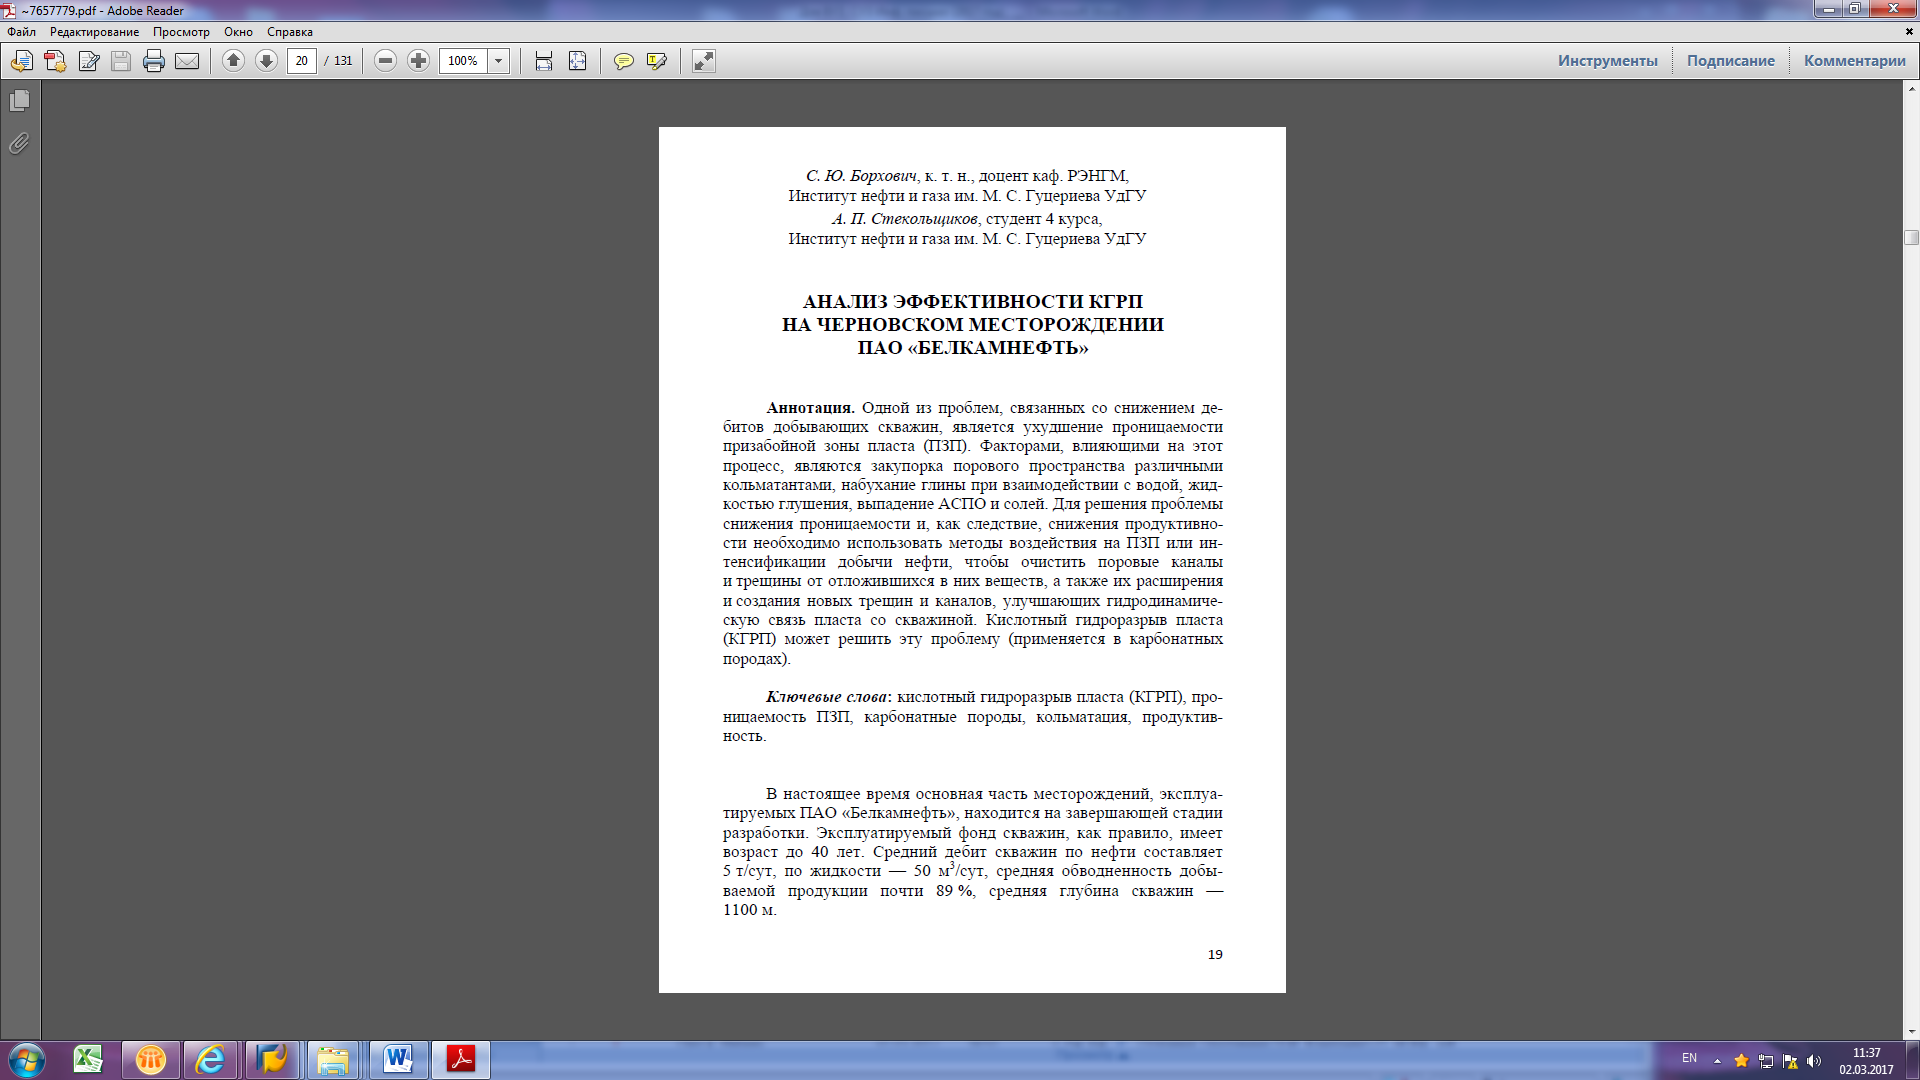 ~7657779.pdf - Adobe Reader
Файл Редактирование Просмотр Окно Справка
20 / 131 100% Инструменты Подписание Комментарии
С. Ю. Борхович, к. т. н., доцент каф. РЭНГМ,
Институт нефти и газа им. М. С. Гуцериева УдГУ
А. П. Стекольщиков, студент 4 курса,
Институт нефти и газа им. М. С. Гуцериева УдГУ
АНАЛИЗ ЭФФЕКТИВНОСТИ КГРП
НА ЧЕРНОВСКОМ МЕСТОРОЖДЕНИИ
ПАО «БЕЛКАМНЕФТЬ»
Аннотация. Одной из проблем, связанных со снижением де-
битов добывающих скважин, является ухудшение проницаемости
призабойной зоны пласта (ПЗП). Факторами, влияющими на этот
процесс, являются закупорка порового пространства различными
кольматантами, набухание глины при взаимодействии с водой, жид-
костью глушения, выпадение АСПО и солей. Для решения проблемы
снижения проницаемости и, как следствие, снижения продуктивно-
сти необходимо использовать методы воздействия на ПЗП или ин-
тенсификации добычи нефти, чтобы очистить поровые каналы
и трещины от отложившихся в них веществ, а также их расширения
и создания новых трещин и каналов, улучшающих гидродинамиче-
скую связь пласта со скважиной. Кислотный гидроразрыв пласта
(КГРП) может решить эту проблему (применяется в карбонатных
породах).
Ключевые слова: кислотный гидроразрыв пласта (КГРП), про-
ницаемость ПЗП, карбонатные породы, кольматация, продуктив-
ность.
В настоящее время основная часть месторождений, эксплуа-
тируемых ПАО «Белкамнефть», находится на завершающей стадии
разработки. Эксплуатируемый фонд скважин, как правило, имеет
возраст до 40 лет. Средний дебит скважин по нефти составляет
5 т/сут, по жидкости — 50 м³/сут, средняя обводненность добы-
ваемой продукции почти 89 %, средняя глубина скважин —
1100 м.
19
EN
11:37
02.03.2017